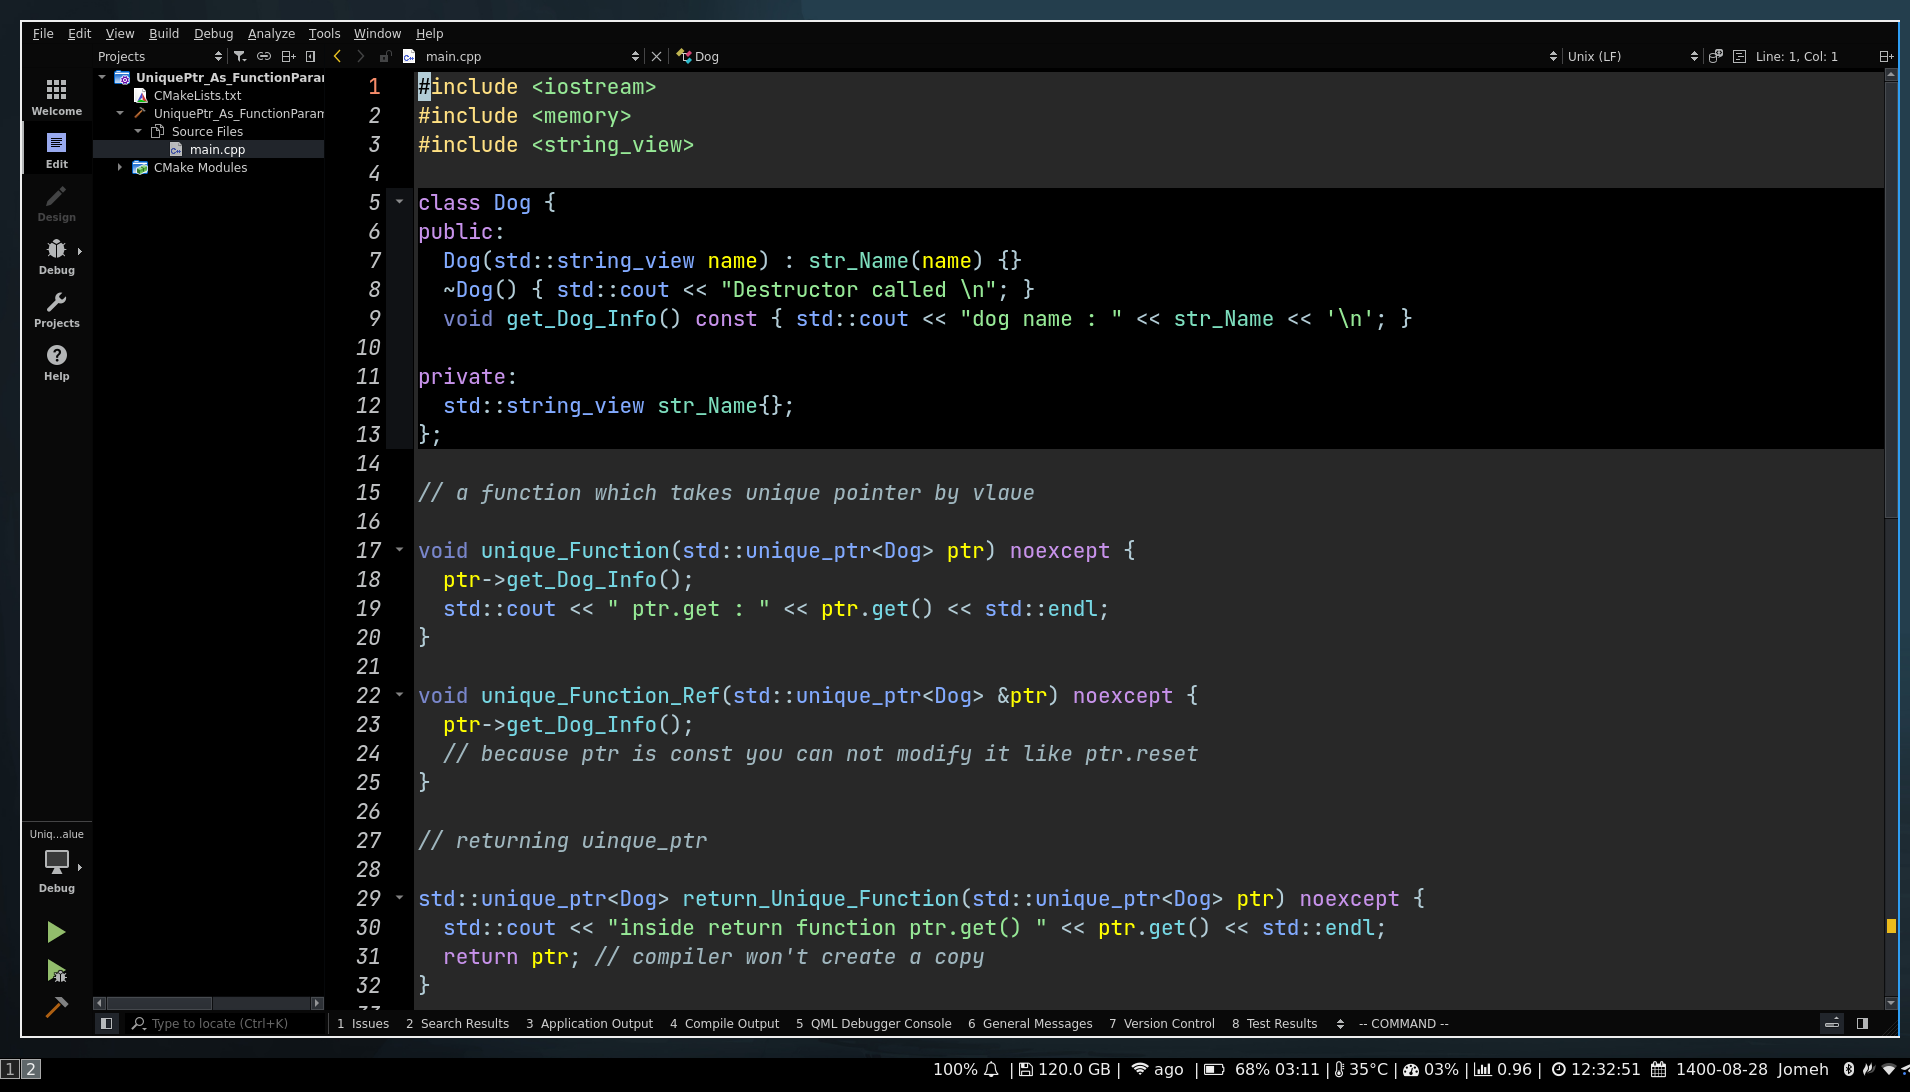 File Edit View Build Debug Analyze Tools Window Help
Projects main.cpp Dog Unix (LF) Line: 1, Col: 1
Welcome
Edit
Design
Debug
Projects
Help
Uniq...alue
Debug
UniquePtr_As_FunctionParar
CMakeLists.txt
UniquePtr_As_FunctionParam
Source Files
main.cpp
CMake Modules
1 #include <iostream>
2 #include <memory>
3 #include <string_view>
4
5 class Dog {
6 public:
7   Dog(std::string_view name) : str_Name(name) {}
8   ~Dog() { std::cout << "Destructor called \n"; }
9   void get_Dog_Info() const { std::cout << "dog name : " << str_Name << '\n'; }
10
11 private:
12   std::string_view str_Name{};
13 };
14
15 // a function which takes unique pointer by vlaue
16
17 void unique_Function(std::unique_ptr<Dog> ptr) noexcept {
18   ptr->get_Dog_Info();
19   std::cout << " ptr.get : " << ptr.get() << std::endl;
20 }
21
22 void unique_Function_Ref(std::unique_ptr<Dog> &ptr) noexcept {
23   ptr->get_Dog_Info();
24   // because ptr is const you can not modify it like ptr.reset
25 }
26
27 // returning uinque_ptr
28
29 std::unique_ptr<Dog> return_Unique_Function(std::unique_ptr<Dog> ptr) noexcept {
30   std::cout << "inside return function ptr.get() " << ptr.get() << std::endl;
31   return ptr; // compiler won't create a copy
32 }
Type to locate (Ctrl+K) 1 Issues 2 Search Results 3 Application Output 4 Compile Output 5 QML Debugger Console 6 General Messages 7 Version Control 8 Test Results -- COMMAND --
1 2 100% | 120.0 GB | ago | 68% 03:11 | 35°C | 03% | 0.96 | 12:32:51 1400-08-28 Jomeh